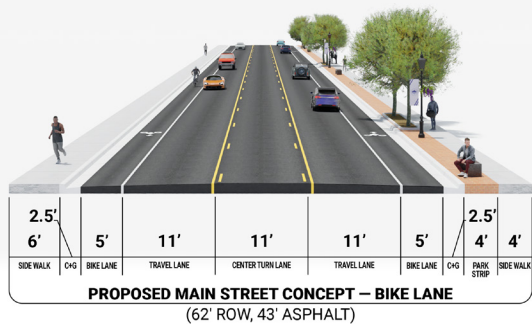 2.5’ 2.5’
6’ 5’ 11’ 11’ 11’ 5’ 4’ 4’
SIDE WALK C+G BIKE LANE TRAVEL LANE CENTER TURN LANE TRAVEL LANE BIKE LANE C+G PARK STRIP SIDE WALK
PROPOSED MAIN STREET CONCEPT — BIKE LANE
(62’ ROW, 43’ ASPHALT)